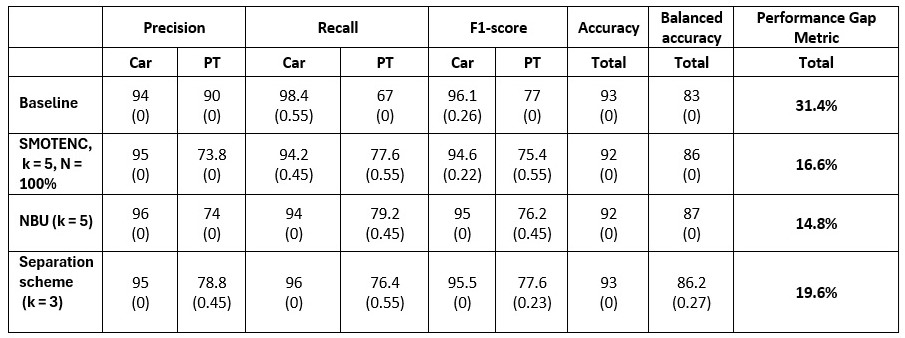 Precision Recall F1-score Accuracy Balanced accuracy Performance Gap Metric
Car PT Car PT Car PT Total Total Total
Baseline 94 (0) 90 (0) 98.4 (0.55) 67 (0) 96.1 (0.26) 77 (0) 93 (0) 83 (0) 31.4%
SMOTENC, k = 5, N = 100% 95 (0) 73.8 (0) 94.2 (0.45) 77.6 (0.55) 94.6 (0.22) 75.4 (0.55) 92 (0) 86 (0) 16.6%
NBU (k = 5) 96 (0) 74 (0) 94 (0) 79.2 (0.45) 95 (0) 76.2 (0.45) 92 (0) 87 (0) 14.8%
Separation scheme (k = 3) 95 (0) 78.8 (0.45) 96 (0) 76.4 (0.55) 95.5 (0) 77.6 (0.23) 93 (0) 86.2 (0.27) 19.6%